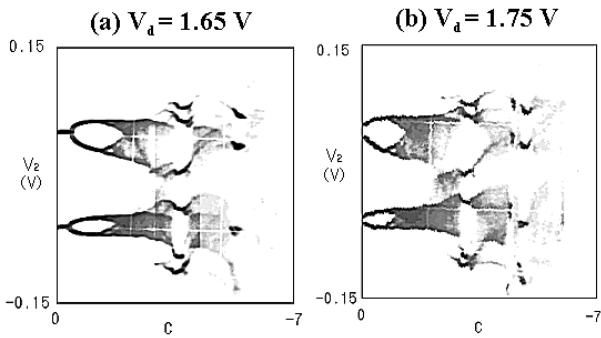 (a) Vd = 1.65 V
(b) Vd = 1.75 V
0.15
0.15
V2
(V)
V2
(V)
-0.15
-0.15
0
C
-7
0
C
-7